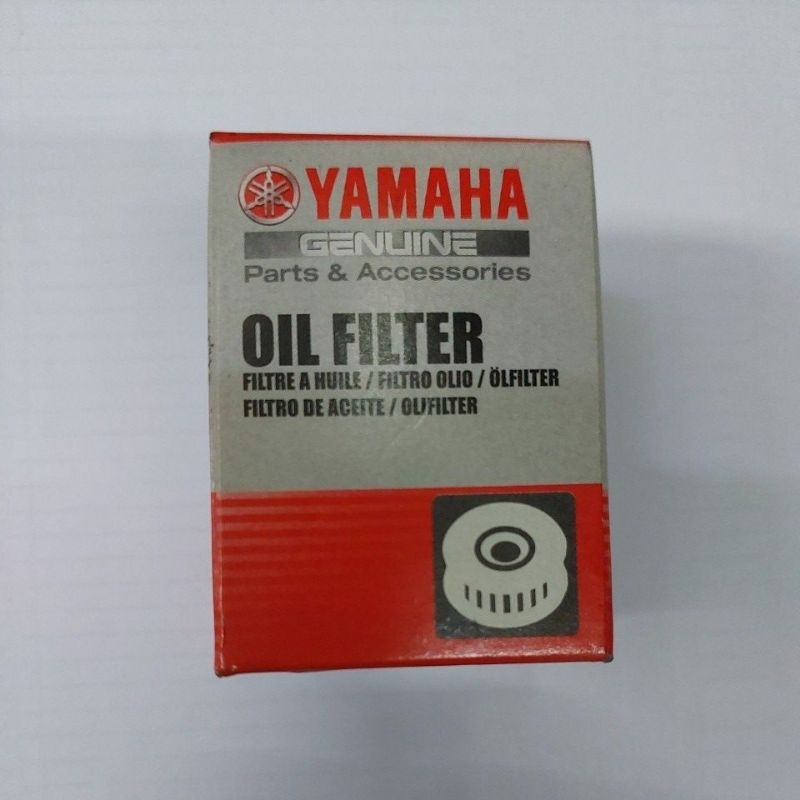 YAMAHA
GENUINE
Parts & Accessories
OIL FILTER
FILTRE A HUILE / FILTRO OLIO / ÖLFILTER
FILTRO DE ACEITE / OLIFILTER